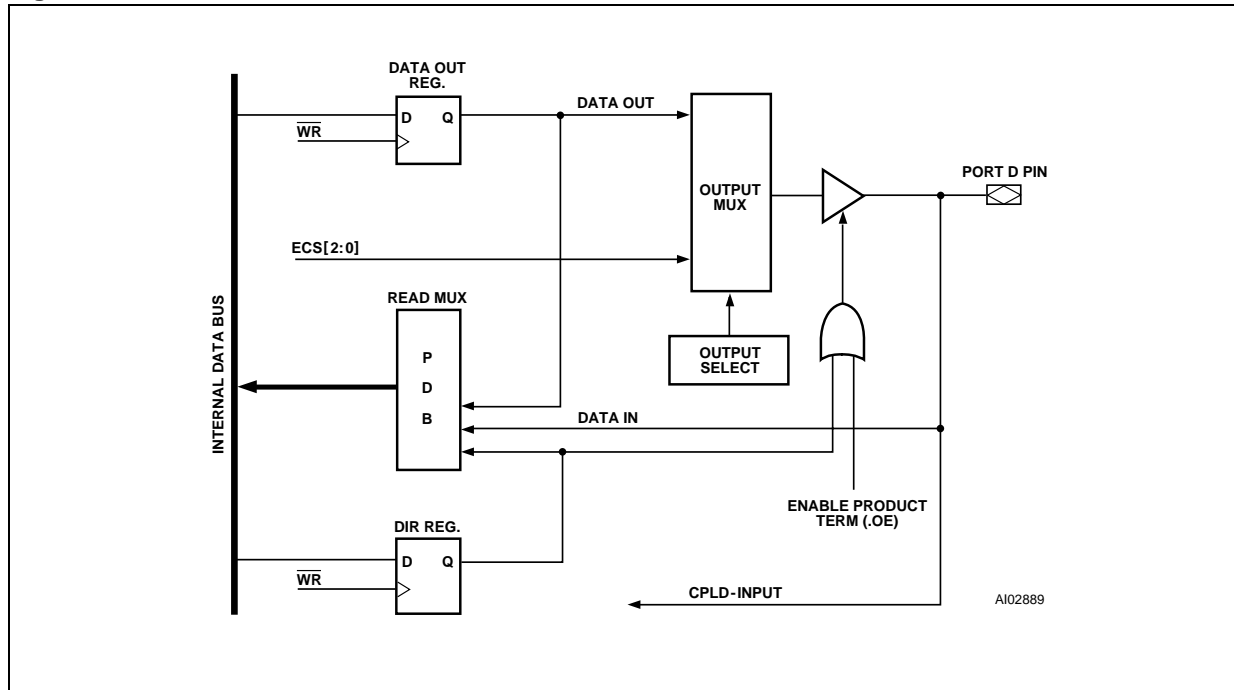 DATA OUT
REG.
D Q
WR
DATA OUT
OUTPUT
MUX
PORT D PIN
ECS[2:0]
READ MUX
P
D
B
OUTPUT
SELECT
INTERNAL DATA BUS
DATA IN
ENABLE PRODUCT
TERM (.OE)
DIR REG.
D Q
WR
CPLD-INPUT
AI02889